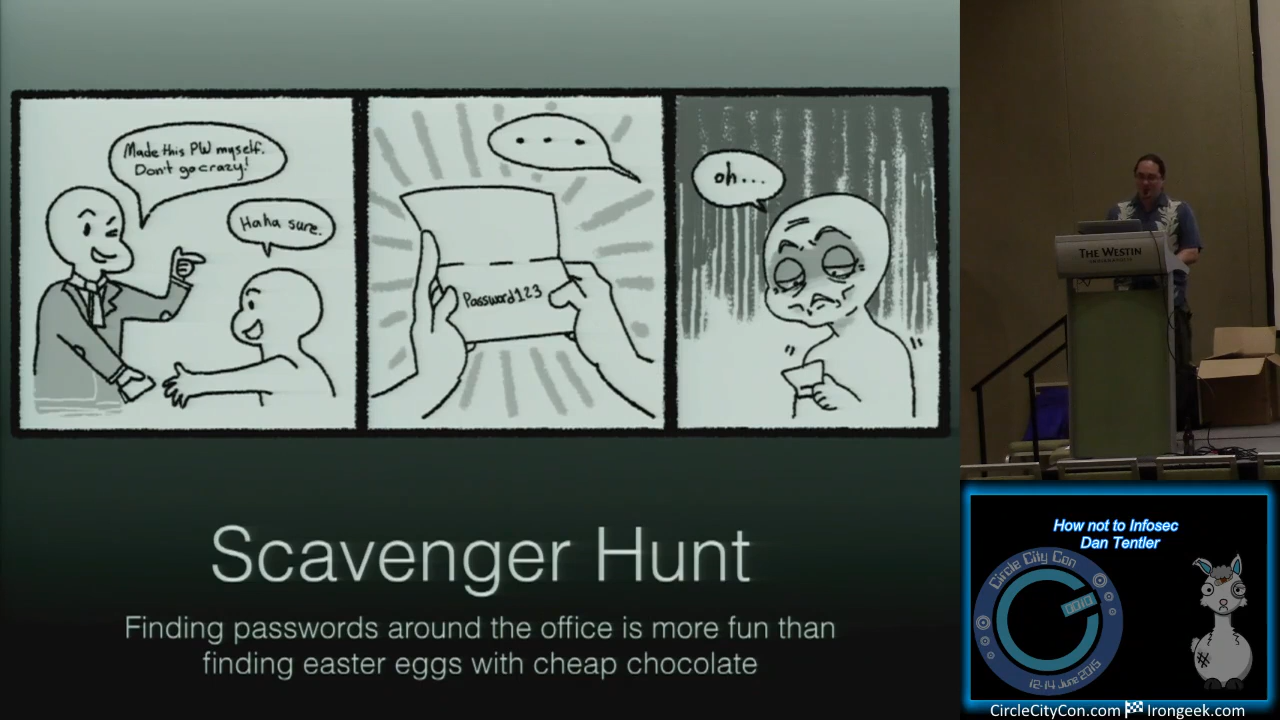 Made this PW myself.
Don't go crazy!
Haha sure.
. . .
Password123
oh...
Scavenger Hunt
Finding passwords around the office is more fun than
finding easter eggs with cheap chocolate
THE WESTIN
INDIANAPOLIS
How not to Infosec
Dan Tentler
Circle City Con
12-14 June 2015
CircleCityCon.com Irongeek.com